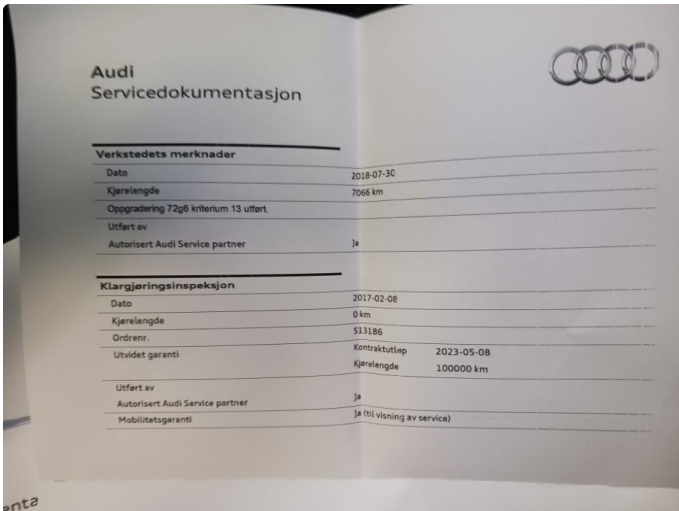 Audi
Servicedokumentasjon
Verkstedets merknader
Dato 2018-07-30
Kjørelengde 7066 km
Oppgradering 72g6 kriterium 13 utført.
Utført av
Autorisert Audi Service partner Ja
Klargjøringsinspeksjon
Dato 2017-02-08
Kjørelengde 0 km
Ordrenr. 513186
Utvidet garanti Kontraktutløp 2023-05-08
Kjørelengde 100000 km
Utført av
Autorisert Audi Service partner Ja
Mobilitetsgaranti Ja (til visning av service)
enta